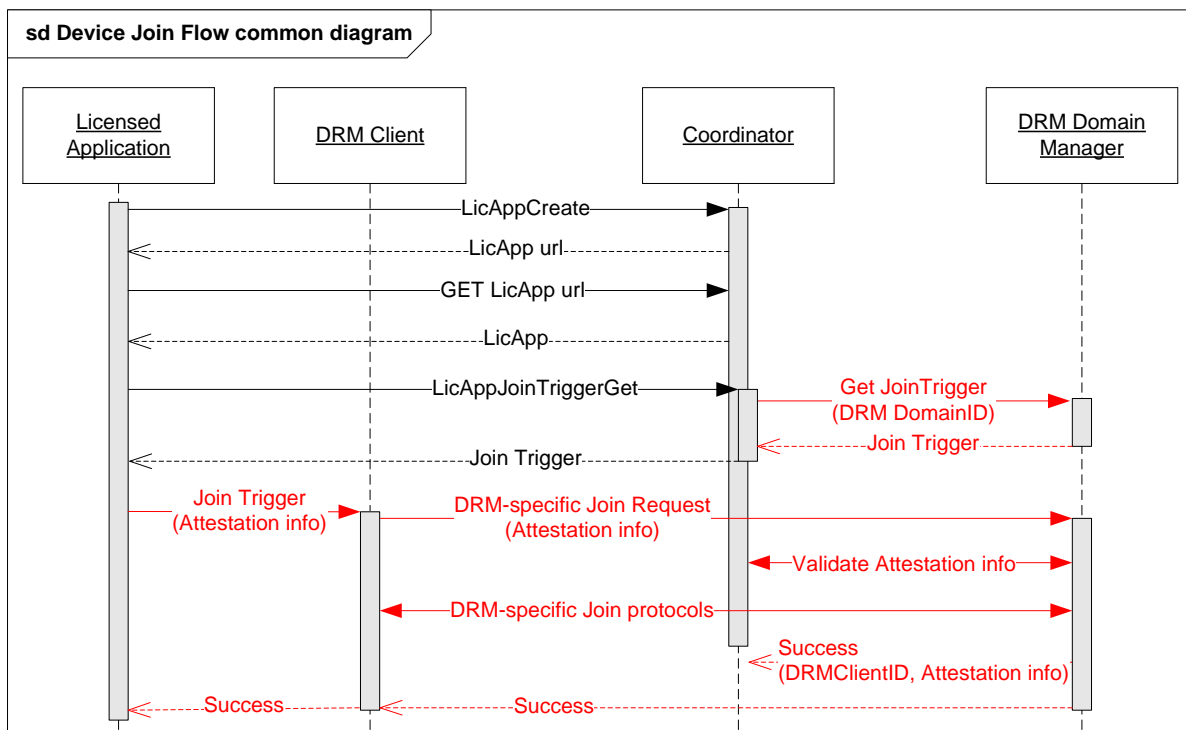 sd Device Join Flow common diagram
Licensed
Application
DRM Client
Coordinator
DRM Domain
Manager
LicAppCreate
LicApp url
GET LicApp url
LicApp
LicAppJoinTriggerGet
Get JoinTrigger
(DRM DomainID)
Join Trigger
Join Trigger
Join Trigger
(Attestation info)
DRM-specific Join Request
(Attestation info)
Validate Attestation info
DRM-specific Join protocols
Success
(DRMClientID, Attestation info)
Success
Success